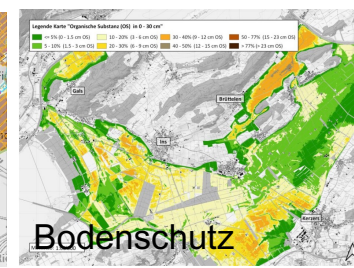 Legende Karte "Organische Substanz (OS) in 0 - 30 cm"
<= 5% (0 - 1.5 cm OS) 10 - 20% (3 - 6 cm OS) 30 - 40% (9 - 12 cm OS) 50 - 77% (15 - 23 cm OS)
5 - 10% (1.5 - 3 cm OS) 20 - 30% (6 - 9 cm OS) 40 - 50% (12 - 15 cm OS) > 77% (> 23 cm OS)
Gals
Brüttelen
Ins
Kerzers
Bodenschutz